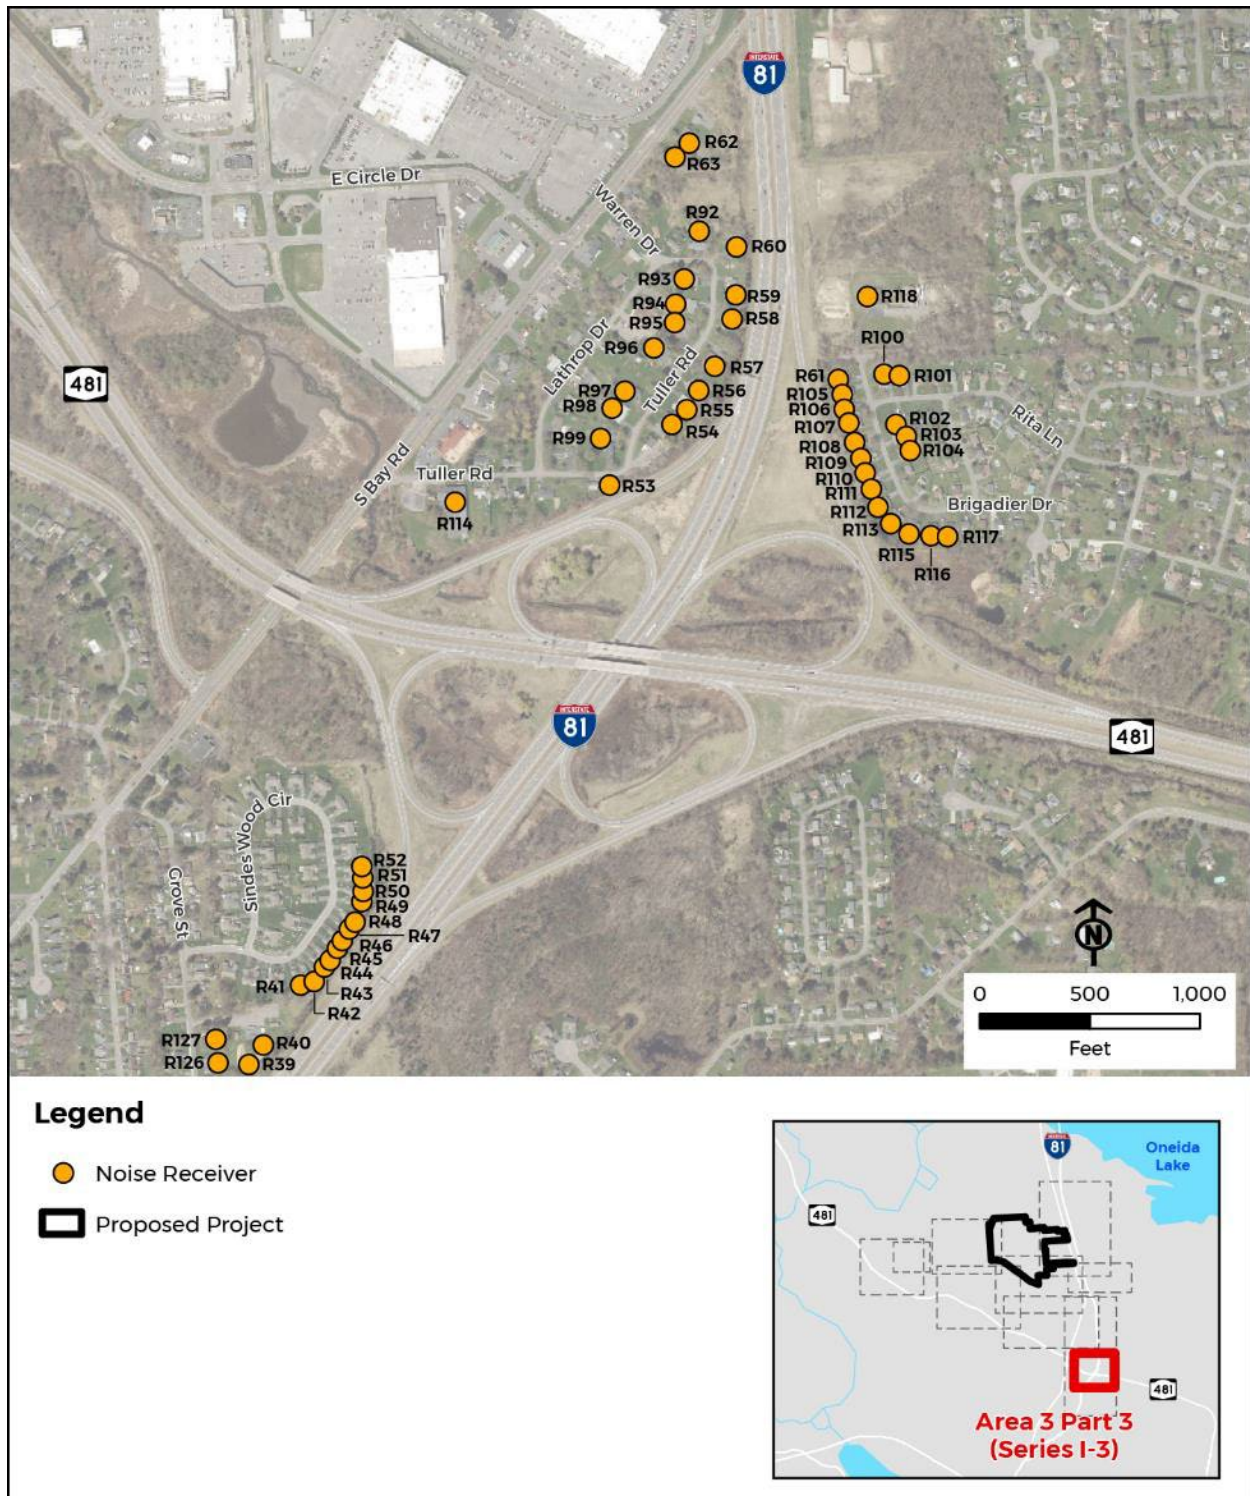 INTERSTATE
81
R62
R63
E Circle Dr
Warren Dr
R92
R60
R93
R59
R118
R94
R58
R95
R100
Lathrop Dr
R96
Tuller Rd
R57
481
R61
R101
R97
R56
R105
R98
R55
R106
Rita Ln
R54
R107
R102
R99
R103
R108
R104
S Bay Rd
R109
Tuller Rd
R110
R53
R111
Brigadier Dr
R114
R112
R113
R115
R117
R116
INTERSTATE
81
481
Sindes Wood Cir
R52
Grove St
R51
R50
R49
R48
R47
R46
R45
R44
R41
R43
R42
R127
R40
R126
R39
N
0 500 1,000
Feet
Legend
Noise Receiver
Proposed Project
81
Oneida
Lake
481
481
Area 3 Part 3
(Series I-3)